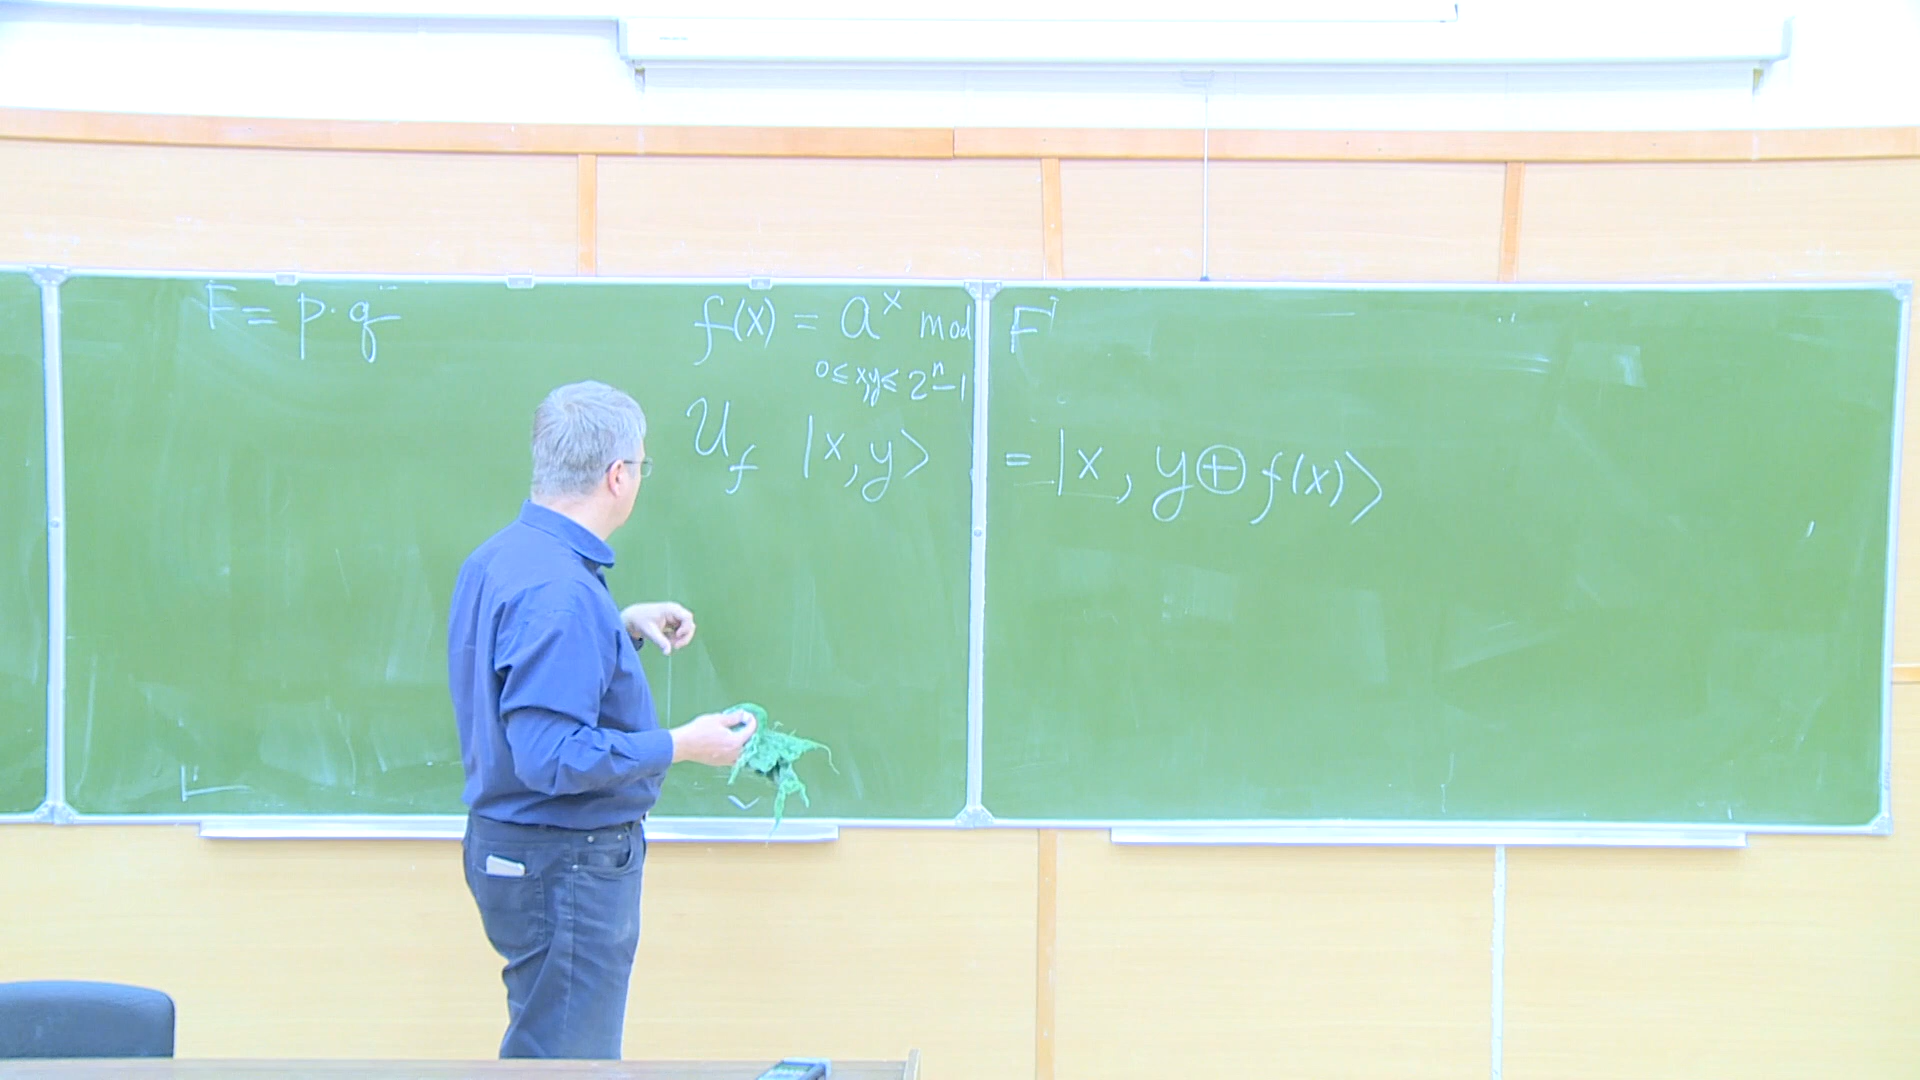 F = p·q
f(x) = a^x mod F
0 ≤ x,y ≤ 2^n − 1
U_f |x,y⟩ = |x, y ⊕ f(x)⟩